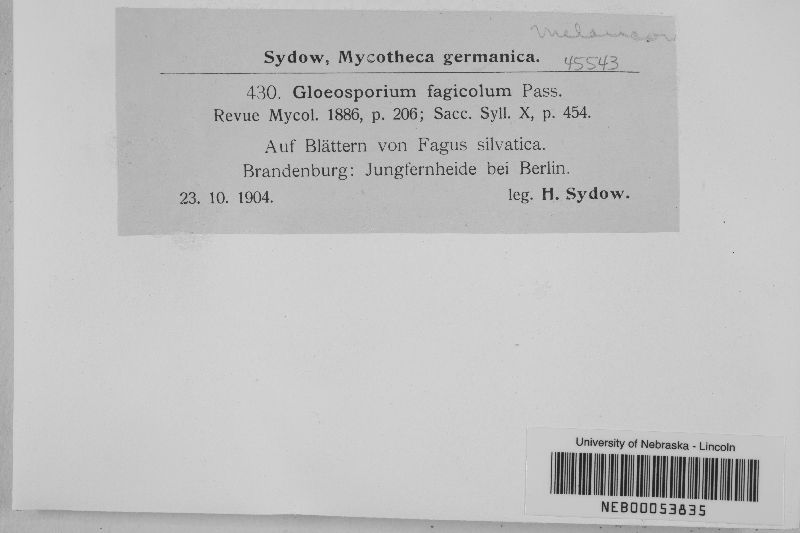 Sydow, Mycotheca germanica.
45543
430. Gloeosporium fagicolum Pass.
Revue Mycol. 1886, p. 206; Sacc. Syll. X, p. 454.
Auf Blättern von Fagus silvatica.
Brandenburg: Jungfernheide bei Berlin.
23. 10. 1904. leg. H. Sydow.
University of Nebraska - Lincoln
NEB00053835